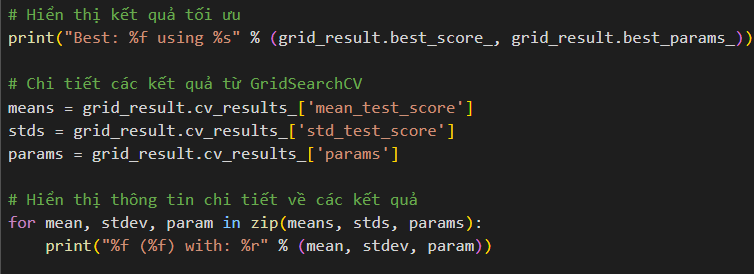 # Hiển thị kết quả tối ưu
print("Best: %f using %s" % (grid_result.best_score_, grid_result.best_params_))
# Chi tiết các kết quả từ GridSearchCV
means = grid_result.cv_results_['mean_test_score']
stds = grid_result.cv_results_['std_test_score']
params = grid_result.cv_results_['params']
# Hiển thị thông tin chi tiết về các kết quả
for mean, stdev, param in zip(means, stds, params):
    print("%f (%f) with: %r" % (mean, stdev, param))